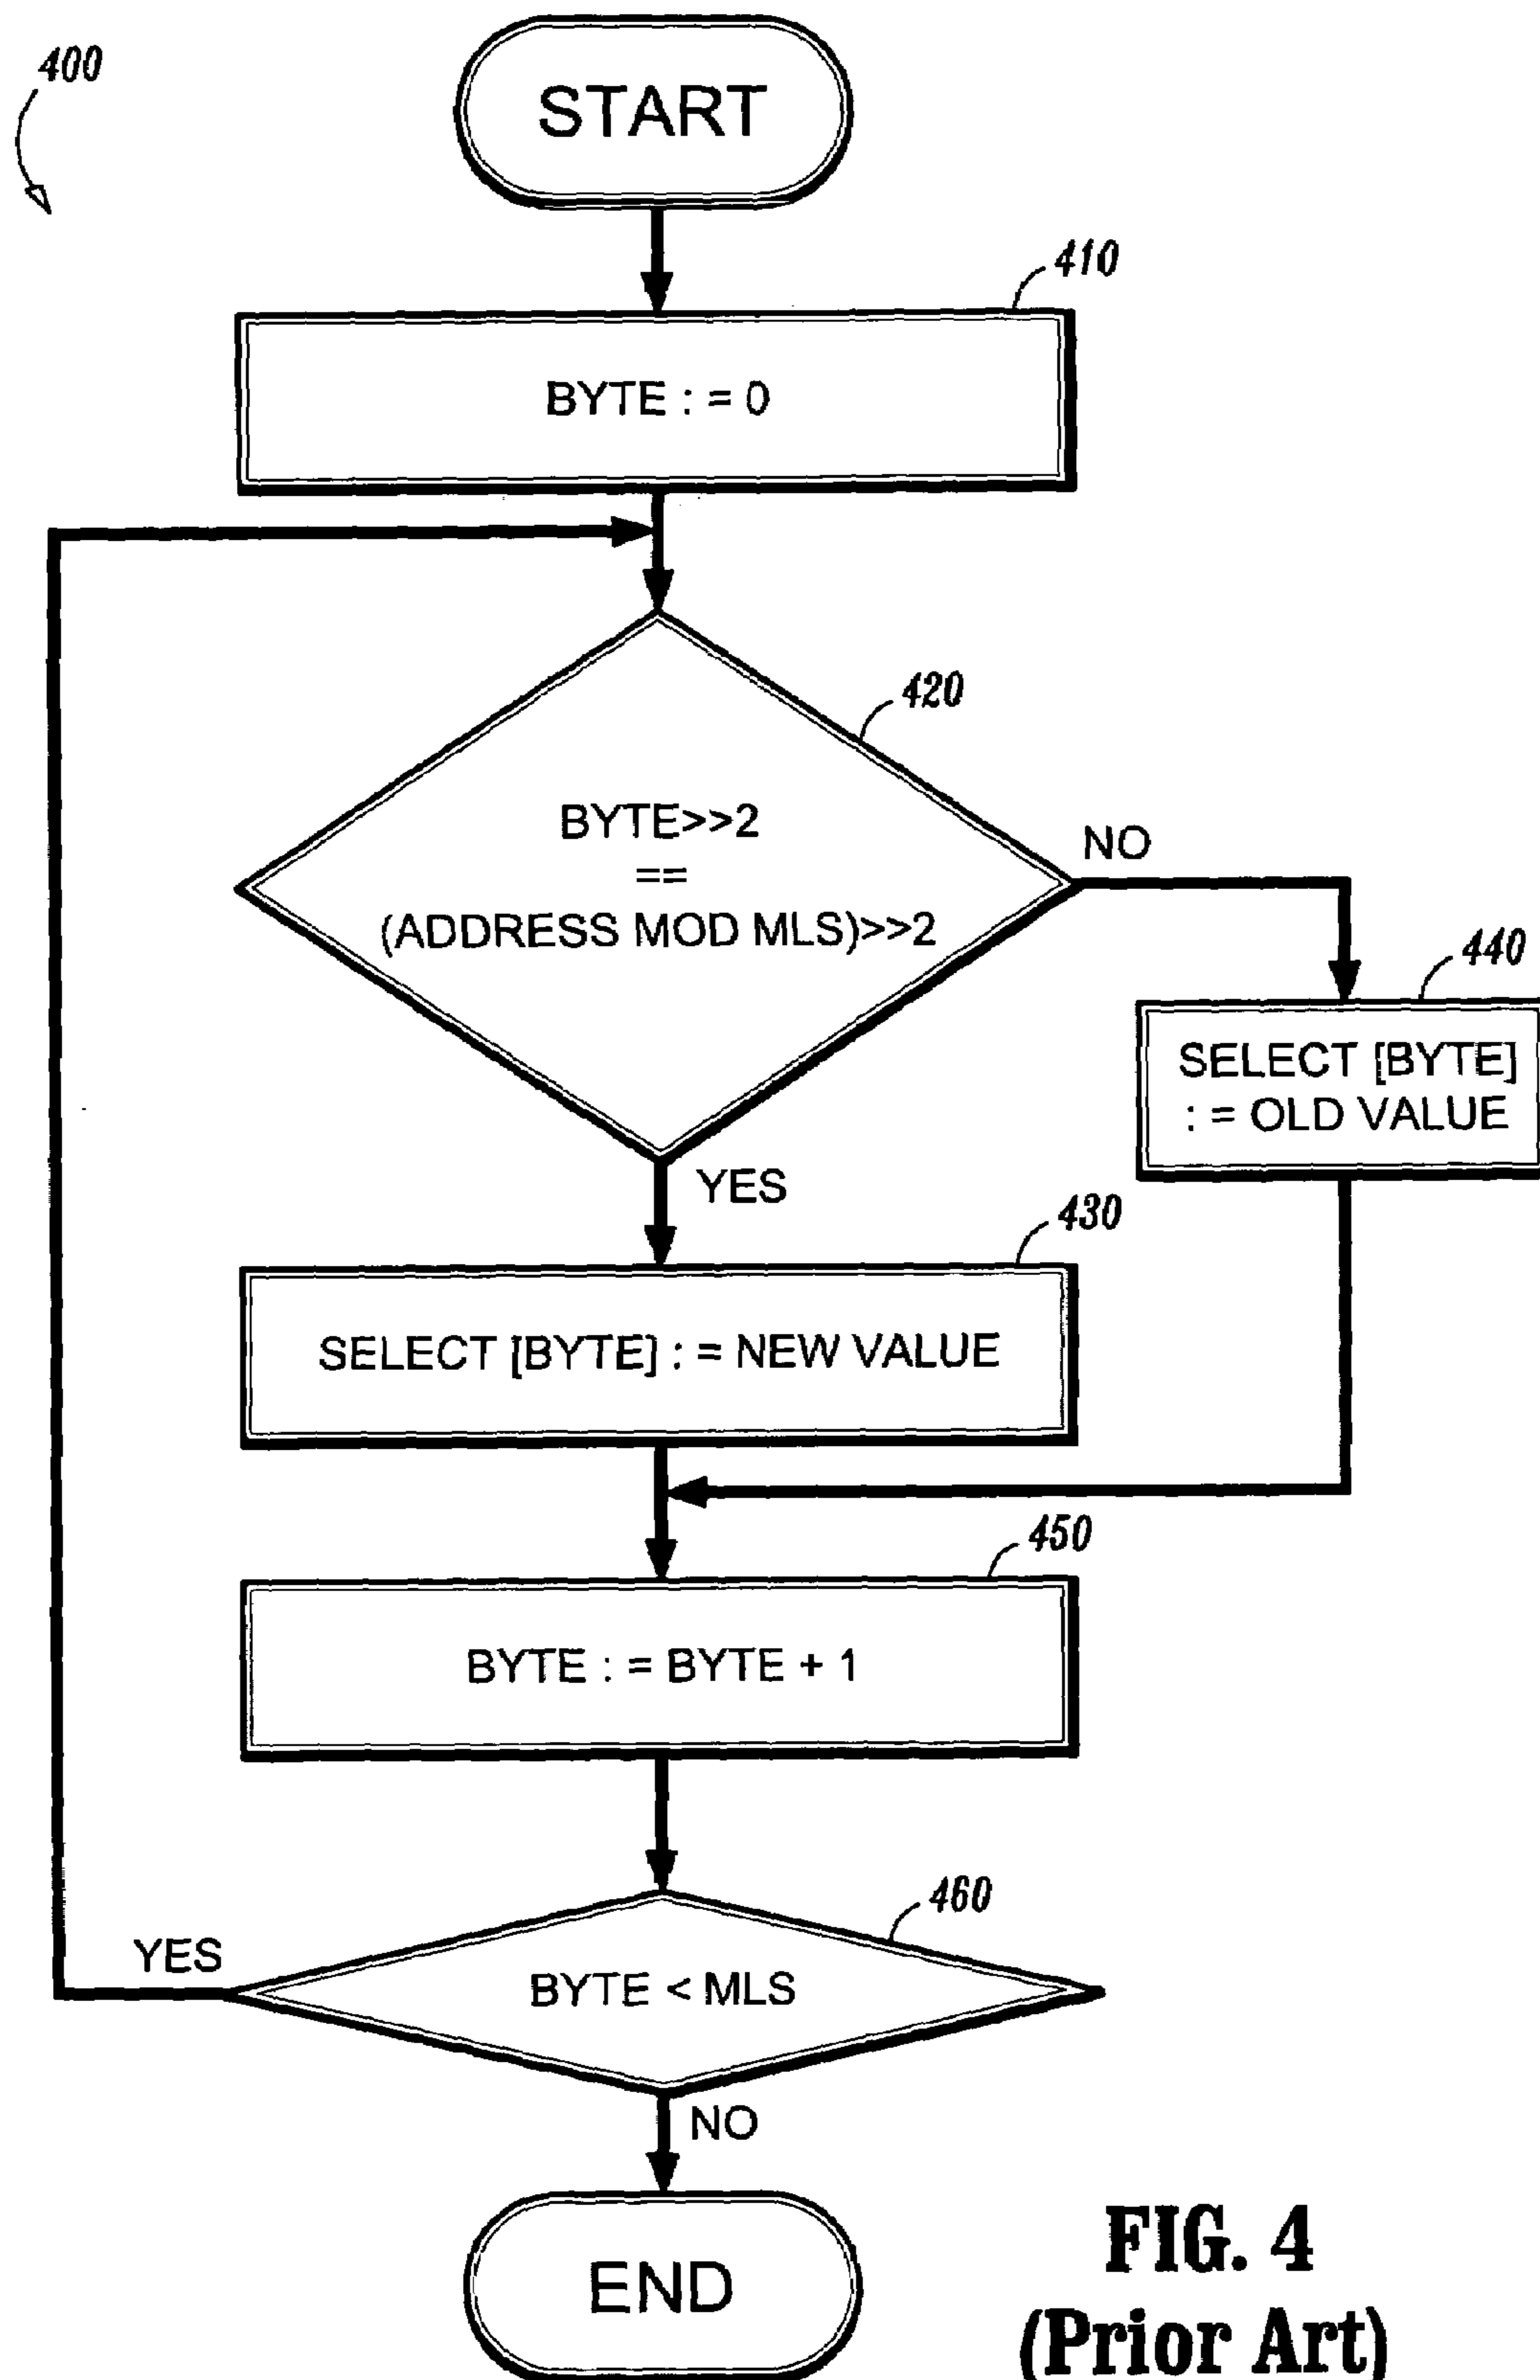 400
START
410
BYTE : = 0
420
BYTE>>2
==
(ADDRESS MOD MLS)>>2
NO
440
SELECT [BYTE]
: = OLD VALUE
YES
430
SELECT [BYTE] : = NEW VALUE
450
BYTE : = BYTE + 1
460
YES
BYTE < MLS
NO
END
FIG. 4
(Prior Art)